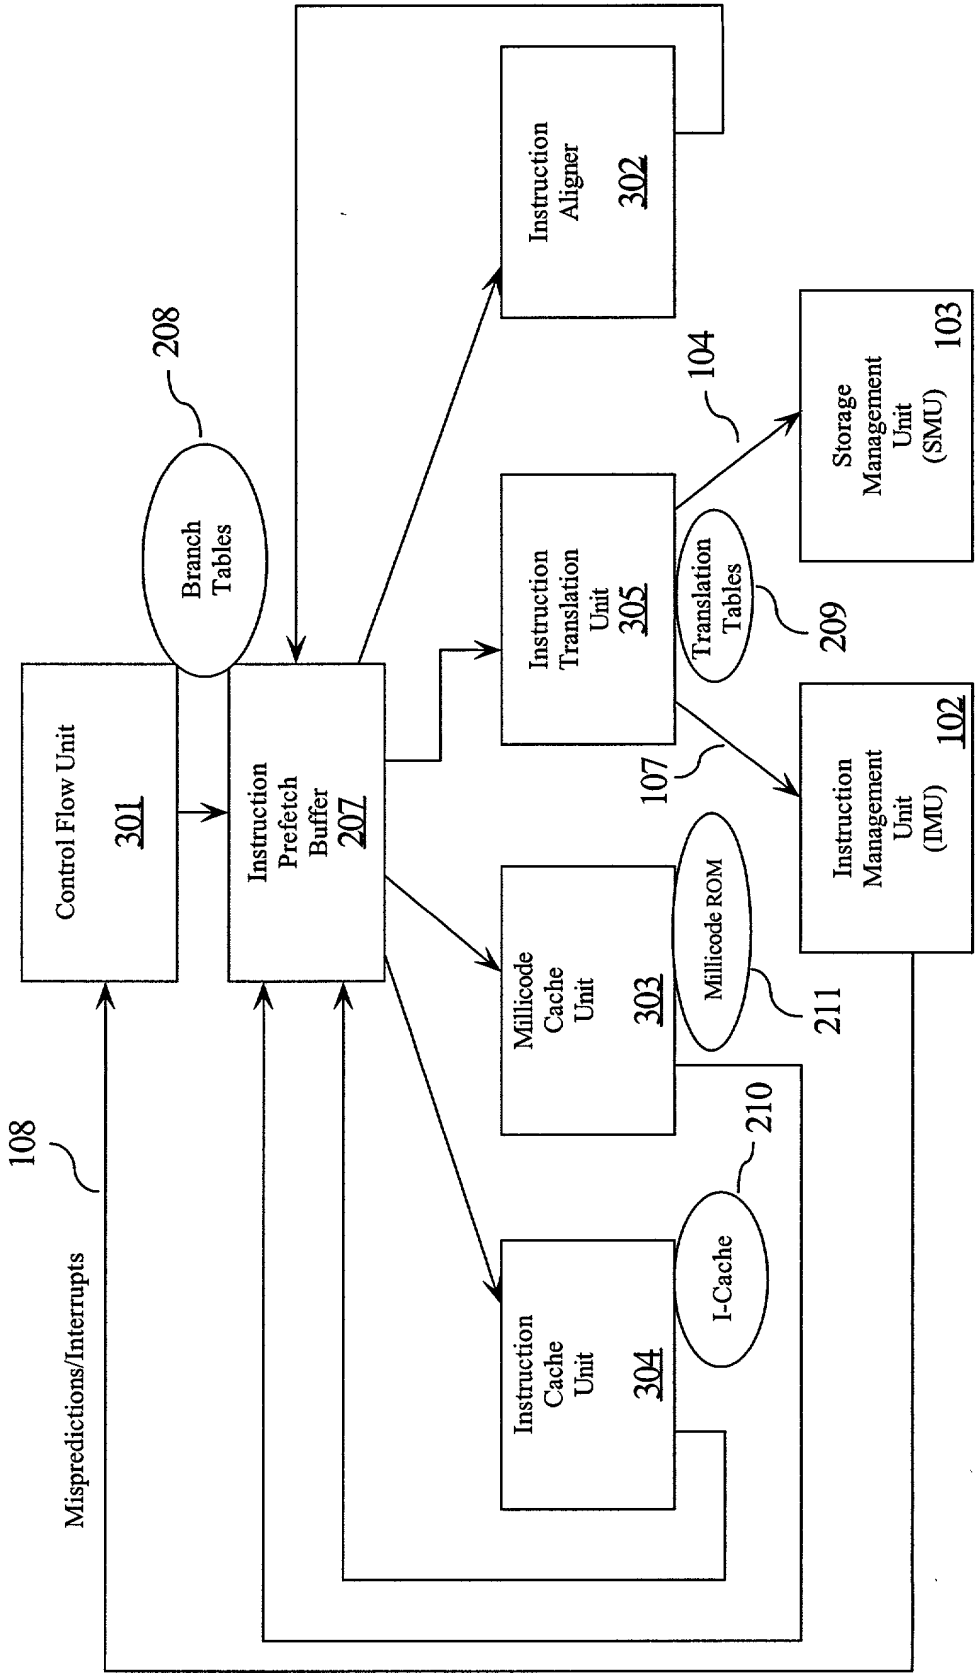 Mispredictions/Interrupts
108
Control Flow Unit
301
Branch
Tables
208
Instruction
Prefetch
Buffer
207
Instruction
Cache
Unit
304
I-Cache
210
Millicode
Cache
Unit
303
Millicode ROM
211
Instruction
Translation
Unit
305
Translation
Tables
209
Instruction
Aligner
302
107
104
Instruction
Management
Unit
(IMU)
102
Storage
Management
Unit
(SMU)
103